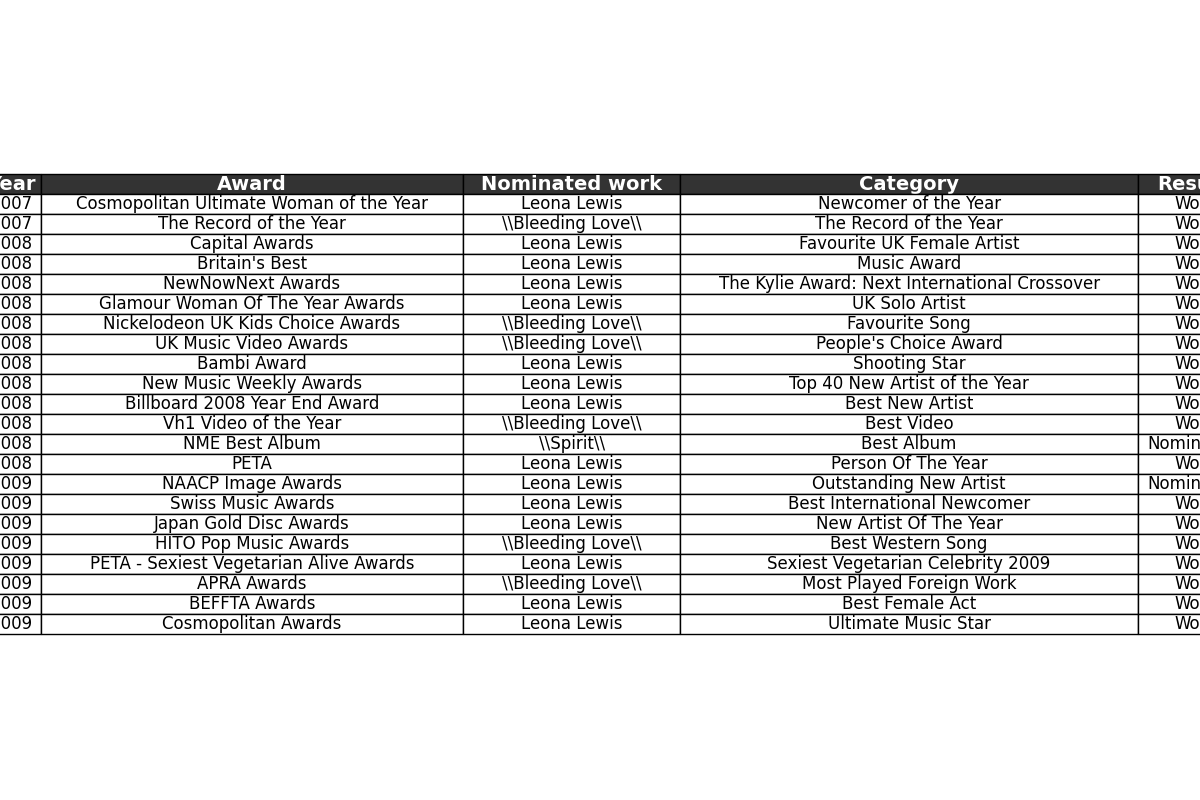 Year Award Nominated work Category Res
007 Cosmopolitan Ultimate Woman of the Year Leona Lewis Newcomer of the Year Wo
007 The Record of the Year \\Bleeding Love\\ The Record of the Year Wo
008 Capital Awards Leona Lewis Favourite UK Female Artist Wo
008 Britain's Best Leona Lewis Music Award Wo
008 NewNowNext Awards Leona Lewis The Kylie Award: Next International Crossover Wo
008 Glamour Woman Of The Year Awards Leona Lewis UK Solo Artist Wo
008 Nickelodeon UK Kids Choice Awards \\Bleeding Love\\ Favourite Song Wo
008 UK Music Video Awards \\Bleeding Love\\ People's Choice Award Wo
008 Bambi Award Leona Lewis Shooting Star Wo
008 New Music Weekly Awards Leona Lewis Top 40 New Artist of the Year Wo
008 Billboard 2008 Year End Award Leona Lewis Best New Artist Wo
008 Vh1 Video of the Year \\Bleeding Love\\ Best Video Wo
008 NME Best Album \\Spirit\\ Best Album Nomin
008 PETA Leona Lewis Person Of The Year Wo
009 NAACP Image Awards Leona Lewis Outstanding New Artist Nomin
009 Swiss Music Awards Leona Lewis Best International Newcomer Wo
009 Japan Gold Disc Awards Leona Lewis New Artist Of The Year Wo
009 HITO Pop Music Awards \\Bleeding Love\\ Best Western Song Wo
009 PETA - Sexiest Vegetarian Alive Awards Leona Lewis Sexiest Vegetarian Celebrity 2009 Wo
009 APRA Awards \\Bleeding Love\\ Most Played Foreign Work Wo
009 BEFFTA Awards Leona Lewis Best Female Act Wo
009 Cosmopolitan Awards Leona Lewis Ultimate Music Star Wo